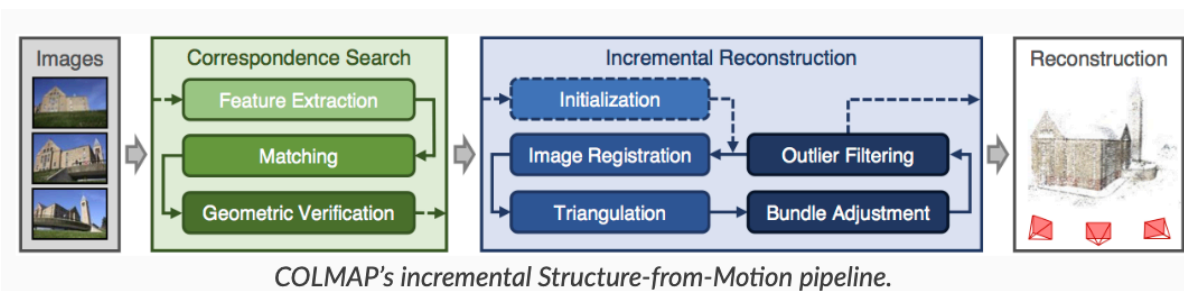 Images
Correspondence Search
Feature Extraction
Matching
Geometric Verification
Incremental Reconstruction
Initialization
Image Registration
Outlier Filtering
Triangulation
Bundle Adjustment
Reconstruction
COLMAP's incremental Structure-from-Motion pipeline.